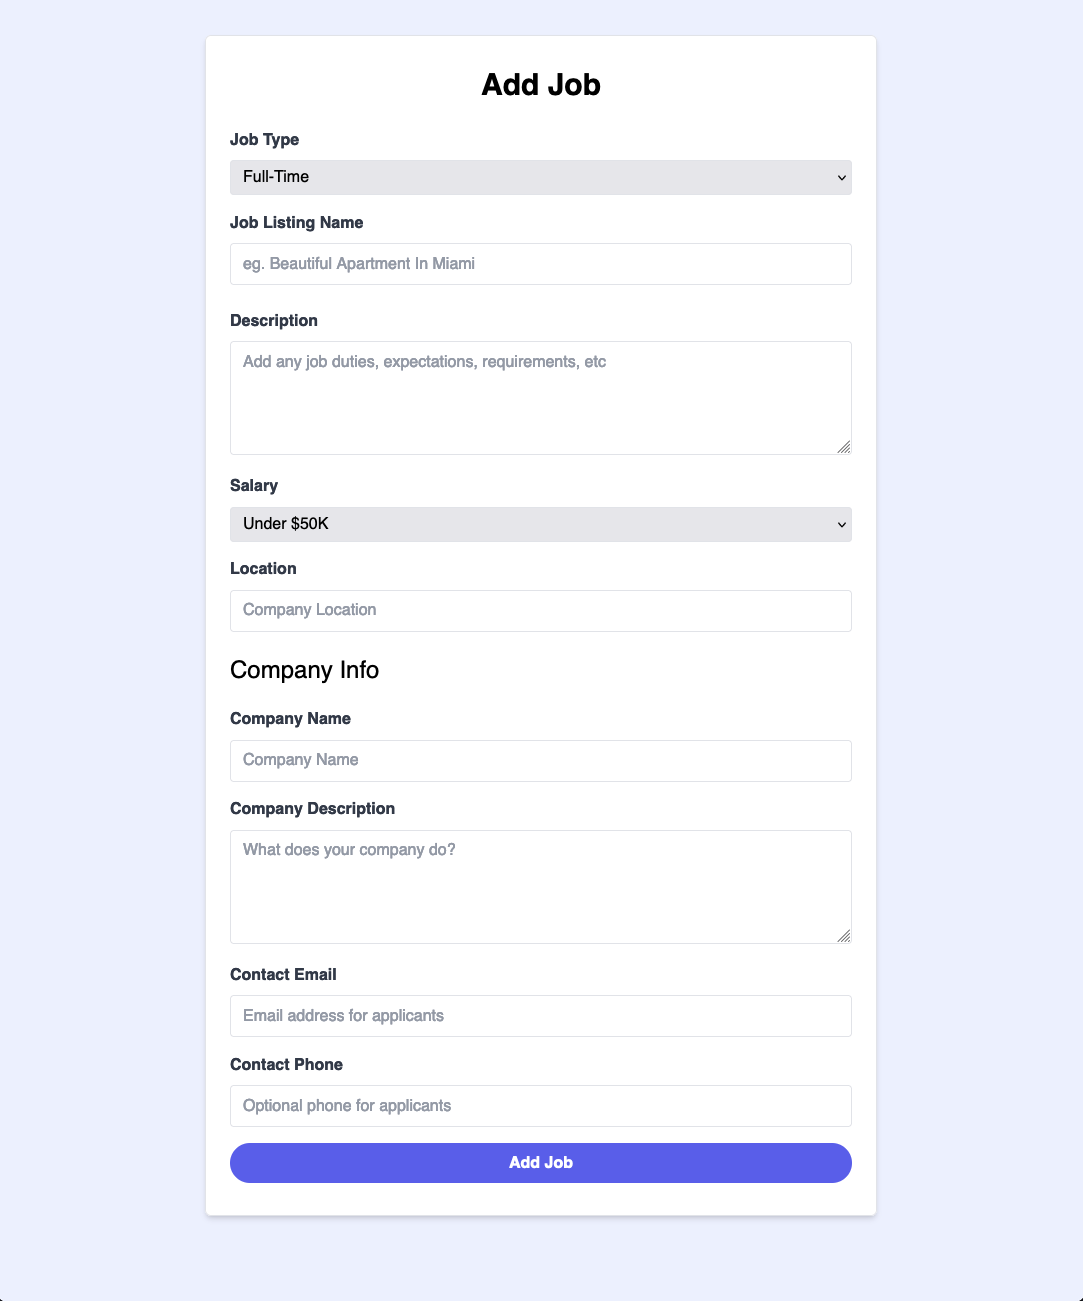 Add Job
Job Type
Full-Time
Job Listing Name
eg. Beautiful Apartment In Miami
Description
Add any job duties, expectations, requirements, etc
Salary
Under $50K
Location
Company Location
Company Info
Company Name
Company Name
Company Description
What does your company do?
Contact Email
Email address for applicants
Contact Phone
Optional phone for applicants
Add Job